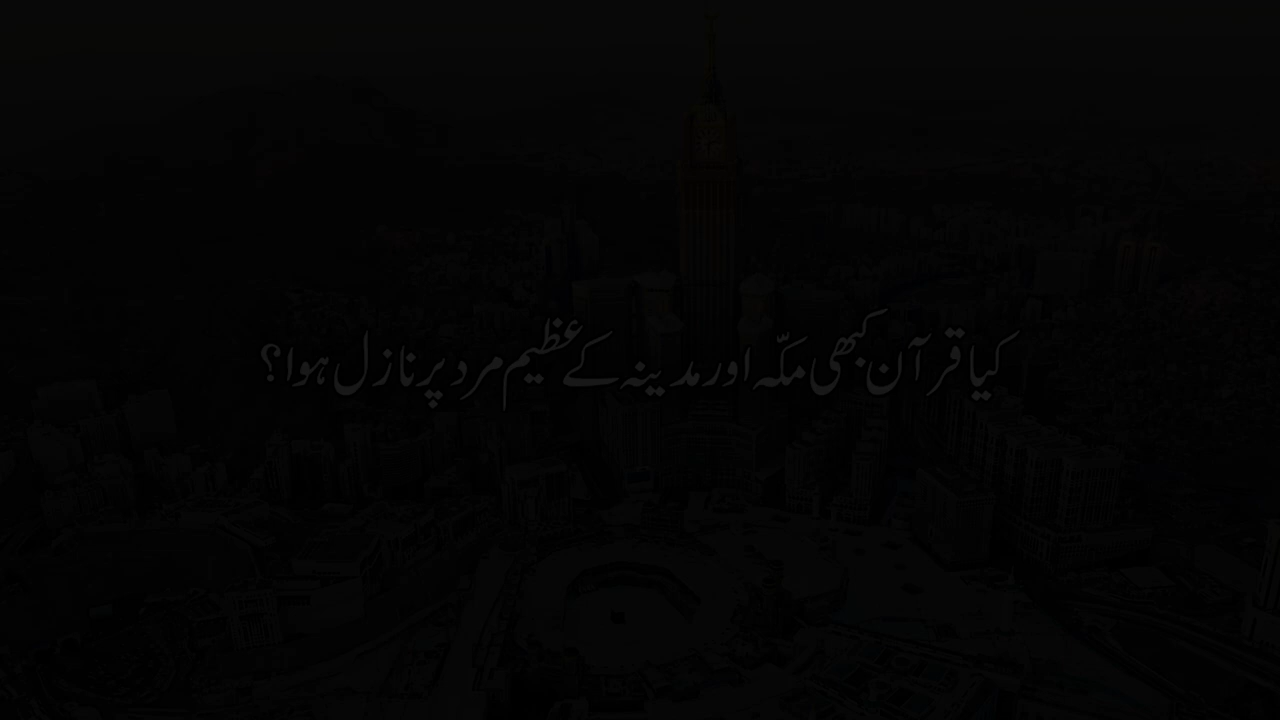 کیا قرآن کبھی مکّہ اور مدینہ کے عظیم مرد پر نازل ہوا؟